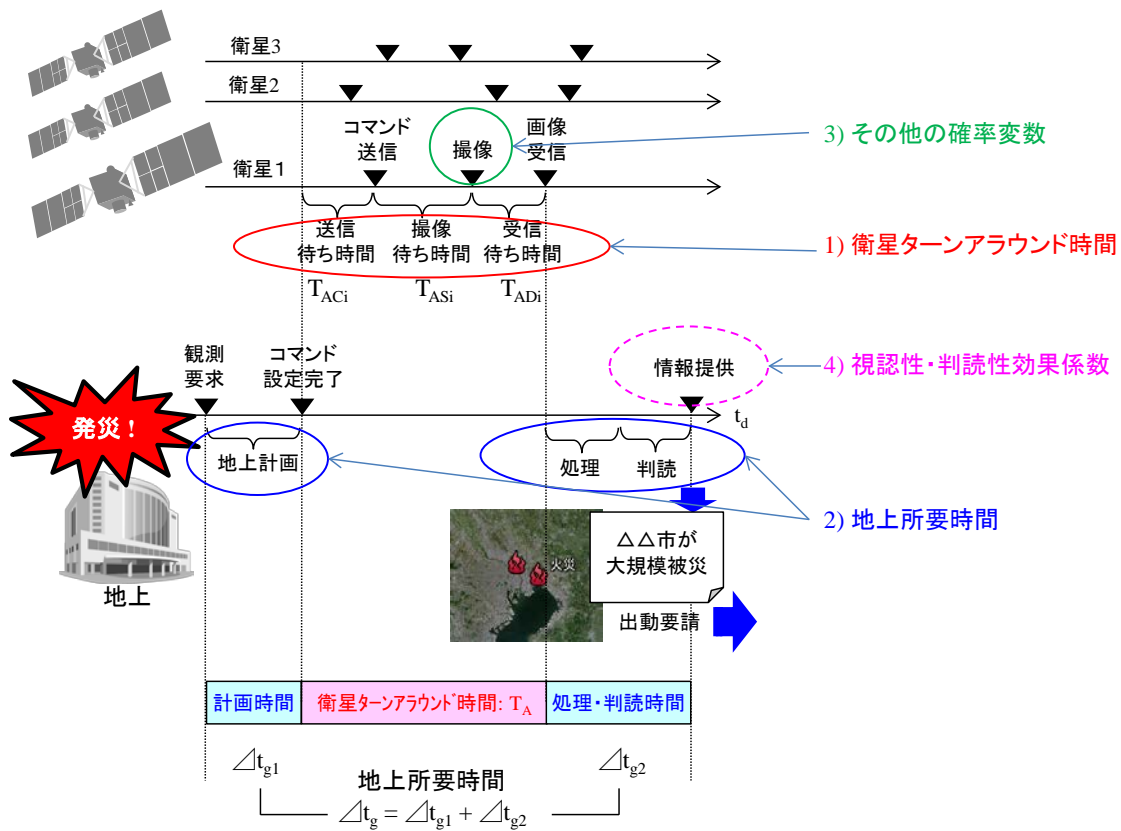 衛星3
衛星2
コマンド
送信
撮像
画像
受信
3) その他の確率変数
衛星１
送信
待ち時間
撮像
待ち時間
受信
待ち時間
1) 衛星ターンアラウンド時間
TACi
TASi
TADi
観測
要求
コマンド
設定完了
情報提供
4) 視認性・判読性効果係数
発災！
td
地上計画
処理
判読
2) 地上所要時間
火災
△△市が
大規模被災
地上
出動要請
計画時間
衛星ターンアラウンド時間: TA
処理・判読時間
⊿tg1
地上所要時間
⊿tg2
⊿tg = ⊿tg1 + ⊿tg2